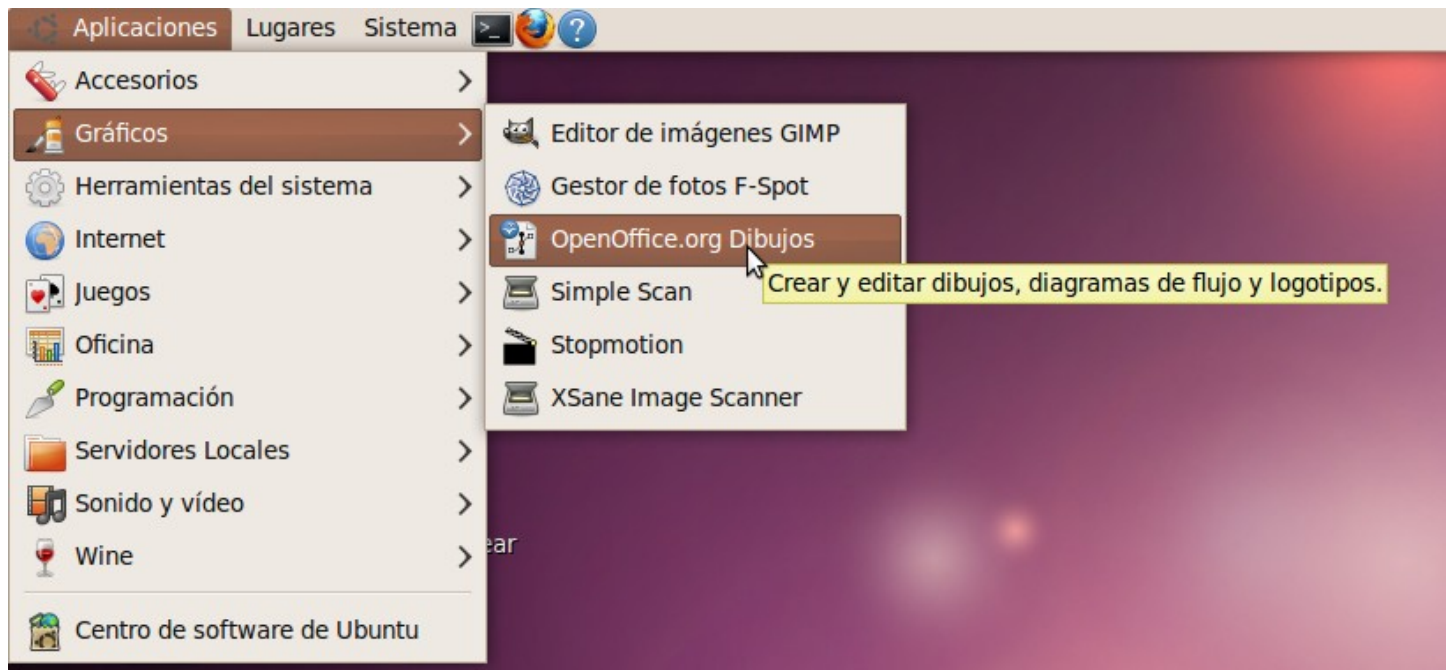 Aplicaciones Lugares Sistema
Accesorios
Gráficos
Herramientas del sistema
Internet
Juegos
Oficina
Programación
Servidores Locales
Sonido y vídeo
Wine
Centro de software de Ubuntu
Editor de imágenes GIMP
Gestor de fotos F-Spot
OpenOffice.org Dibujos
Simple Scan
Stopmotion
XSane Image Scanner
Crear y editar dibujos, diagramas de flujo y logotipos.